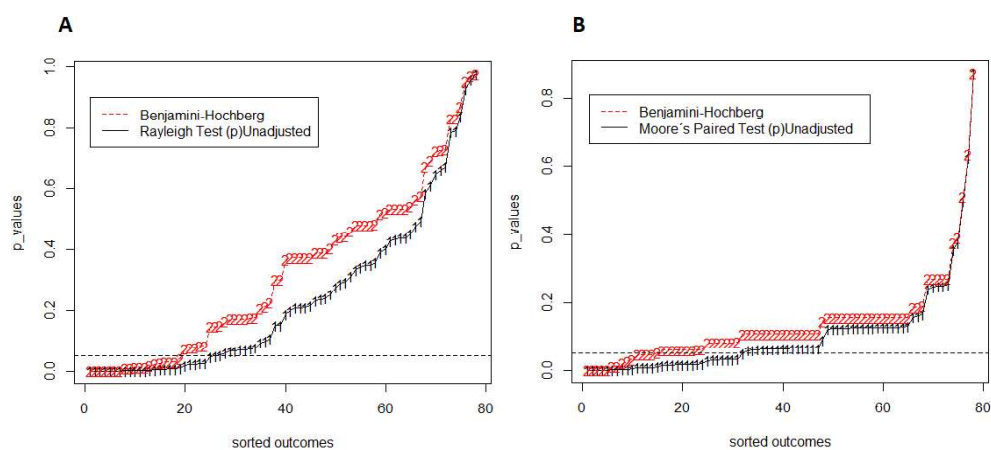 A
B
Benjamini-Hochberg
Rayleigh Test (p)Unadjusted
Benjamini-Hochberg
Moore´s Paired Test (p)Unadjusted
p_values
0.0 0.2 0.4 0.6 0.8 1.0
0 20 40 60 80
sorted outcomes
p_values
0.0 0.2 0.4 0.6 0.8
0 20 40 60 80
sorted outcomes